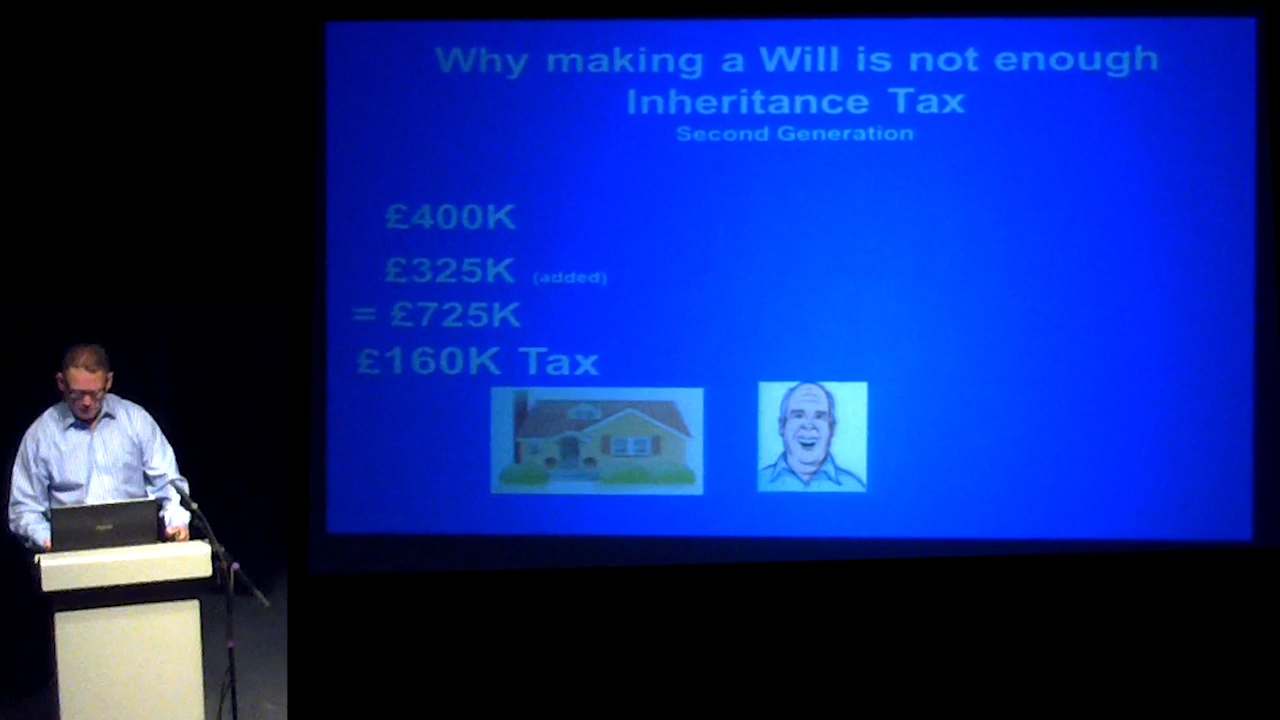 Why making a Will is not enough
Inheritance Tax
Second Generation
£400K
£325K (added)
= £725K
£160K Tax